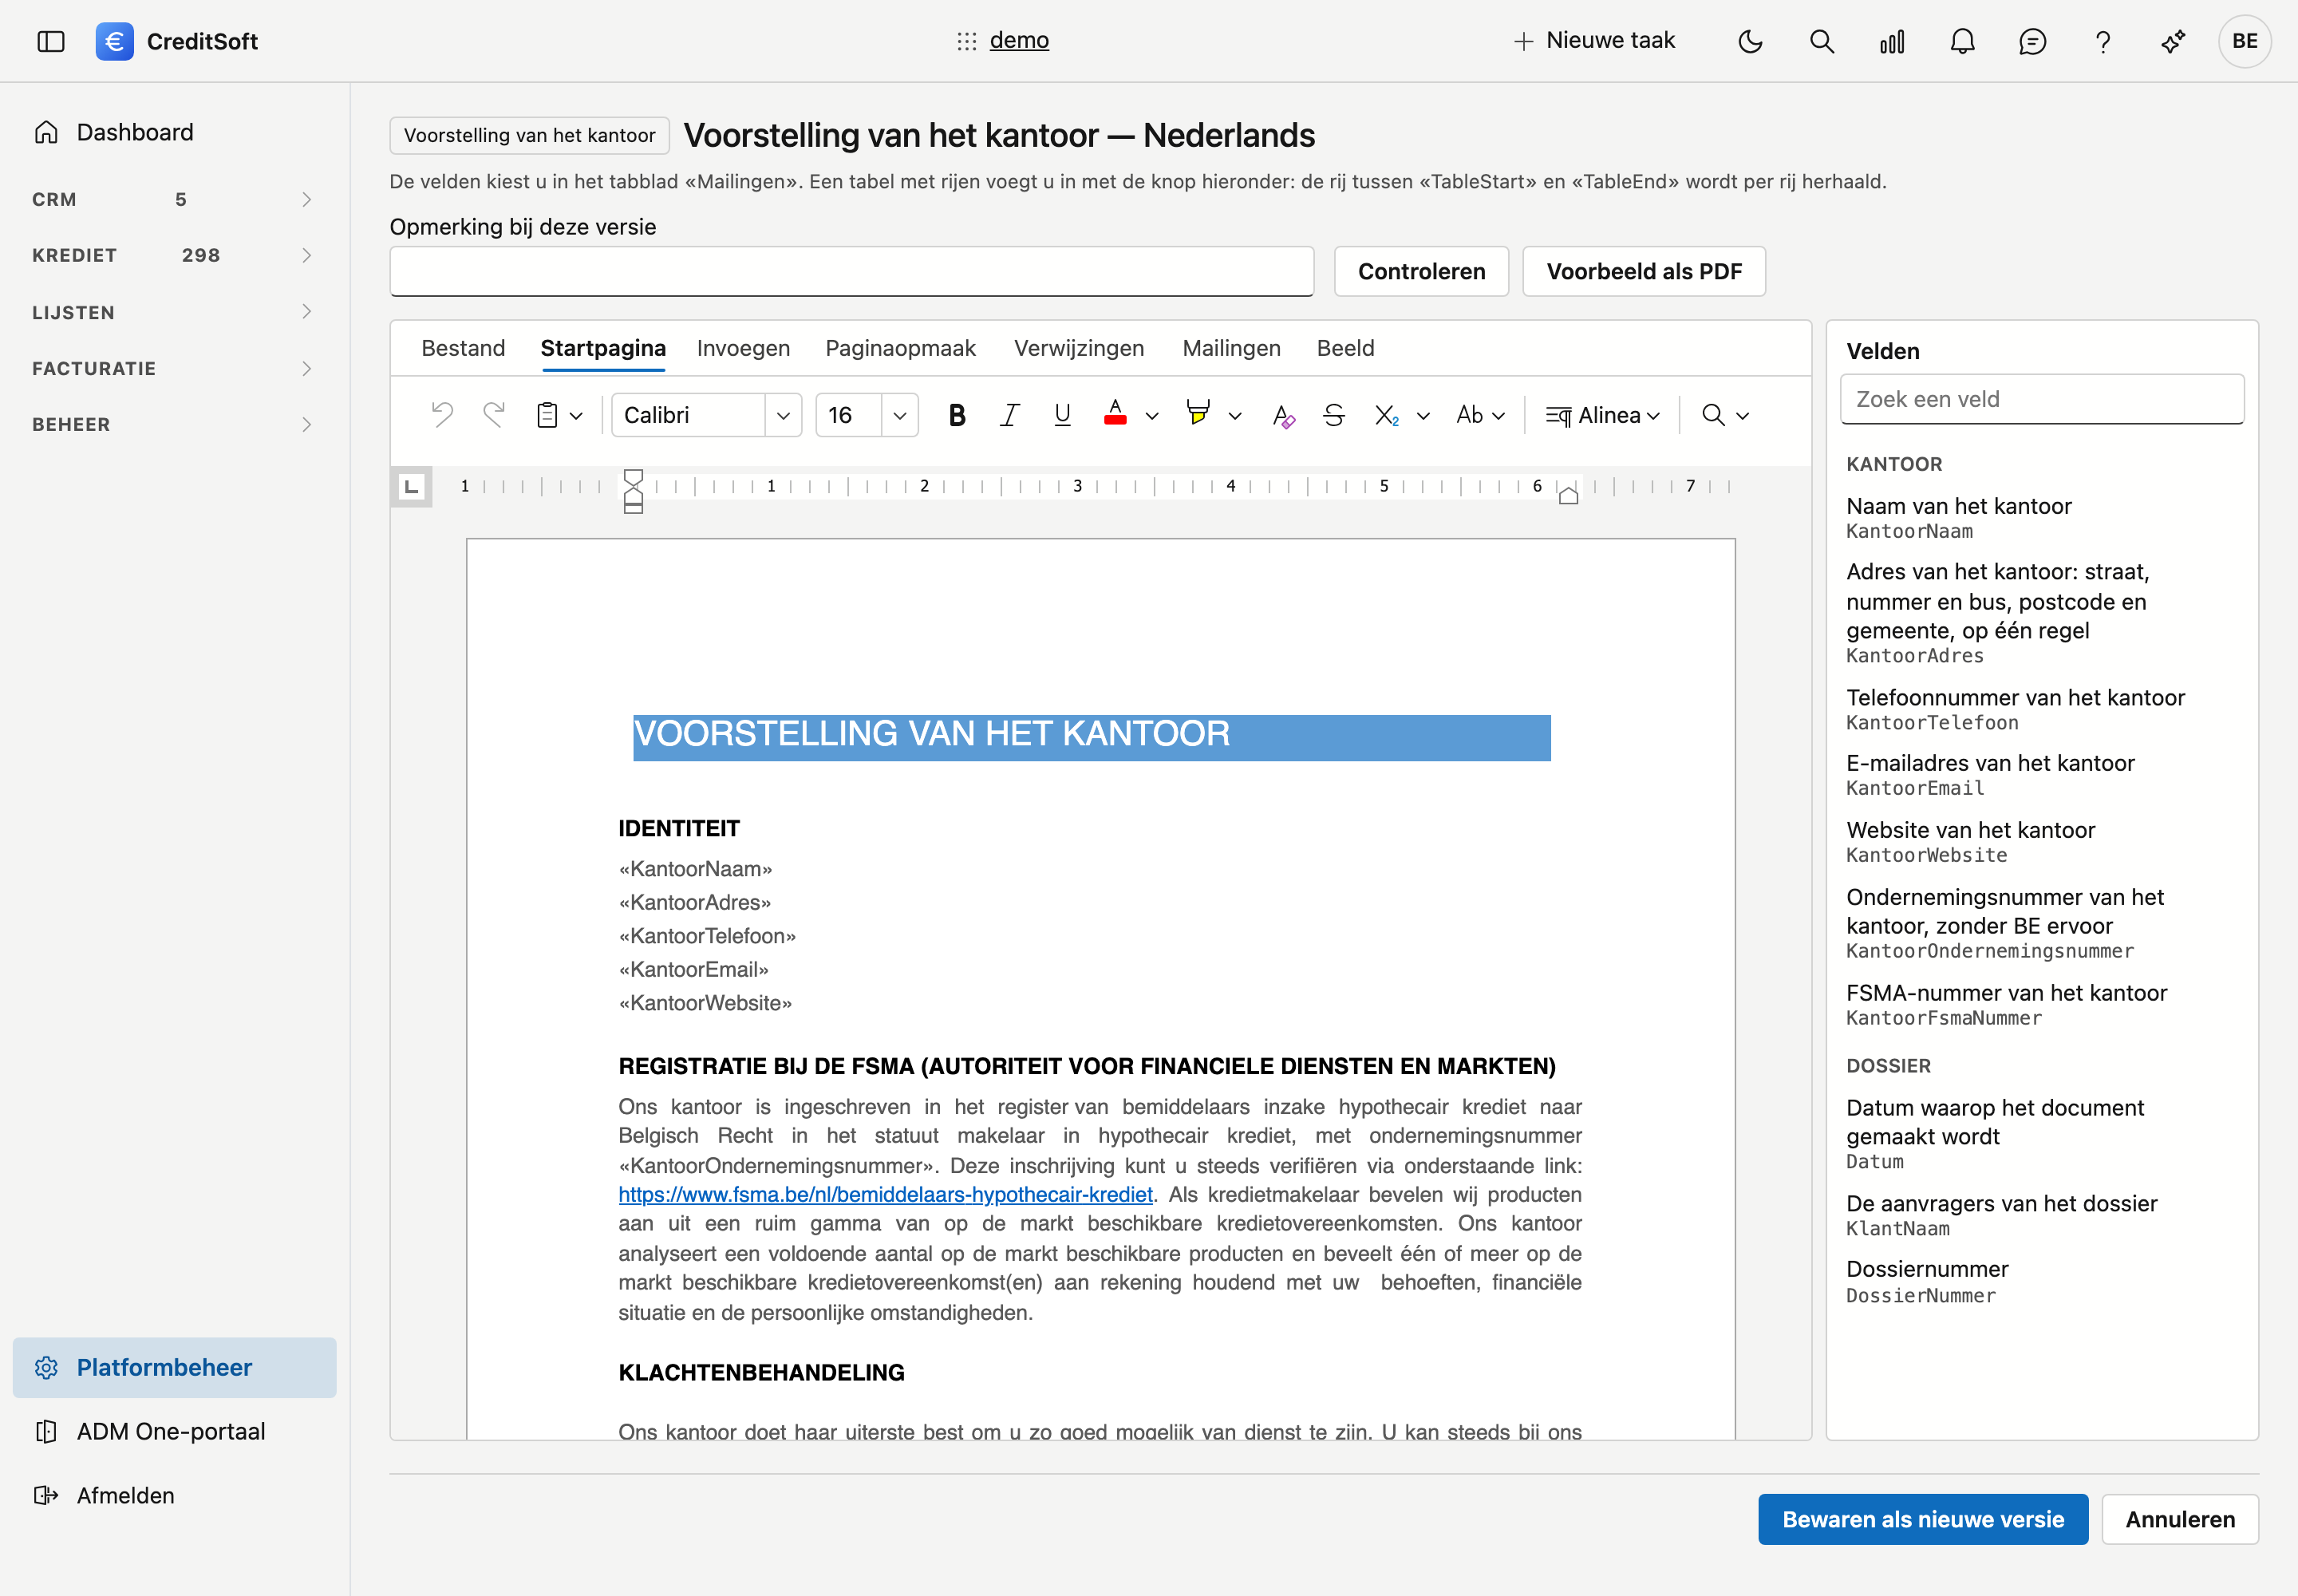 CreditSoft
demo
Nieuwe taak
BE
Dashboard
CRM 5
KREDIET 298
LIJSTEN
FACTURATIE
BEHEER
Platformbeheer
ADM One-portaal
Afmelden
Voorstelling van het kantoor
Voorstelling van het kantoor — Nederlands
De velden kiest u in het tabblad «Mailingen». Een tabel met rijen voegt u in met de knop hieronder: de rij tussen «TableStart» en «TableEnd» wordt per rij herhaald.
Opmerking bij deze versie
Controleren
Voorbeeld als PDF
Bestand Startpagina Invoegen Paginaopmaak Verwijzingen Mailingen Beeld
Calibri 16 B I U A A S X2 Ab Alinea
L 1 1 2 3 4 5 6 7
VOORSTELLING VAN HET KANTOOR
IDENTITEIT
«KantoorNaam»
«KantoorAdres»
«KantoorTelefoon»
«KantoorEmail»
«KantoorWebsite»
REGISTRATIE BIJ DE FSMA (AUTORITEIT VOOR FINANCIELE DIENSTEN EN MARKTEN)
Ons kantoor is ingeschreven in het register van bemiddelaars inzake hypothecair krediet naar
Belgisch Recht in het statuut makelaar in hypothecair krediet, met ondernemingsnummer
«KantoorOndernemingsnummer». Deze inschrijving kunt u steeds verifiëren via onderstaande link:
https://www.fsma.be/nl/bemiddelaars-hypothecair-krediet. Als kredietmakelaar bevelen wij producten
aan uit een ruim gamma van op de markt beschikbare kredietovereenkomsten. Ons kantoor
analyseert een voldoende aantal op de markt beschikbare producten en beveelt één of meer op de
markt beschikbare kredietovereenkomst(en) aan rekening houdend met uw behoeften, financiële
situatie en de persoonlijke omstandigheden.
KLACHTENBEHANDELING
Ons kantoor doet haar uiterste best om u zo goed mogelijk van dienst te zijn. U kan steeds bij ons
Velden
Zoek een veld
KANTOOR
Naam van het kantoor
KantoorNaam
Adres van het kantoor: straat,
nummer en bus, postcode en
gemeente, op één regel
KantoorAdres
Telefoonnummer van het kantoor
KantoorTelefoon
E-mailadres van het kantoor
KantoorEmail
Website van het kantoor
KantoorWebsite
Ondernemingsnummer van het
kantoor, zonder BE ervoor
KantoorOndernemingsnummer
FSMA-nummer van het kantoor
KantoorFsmaNummer
DOSSIER
Datum waarop het document
gemaakt wordt
Datum
De aanvragers van het dossier
KlantNaam
Dossiernummer
DossierNummer
Bewaren als nieuwe versie
Annuleren